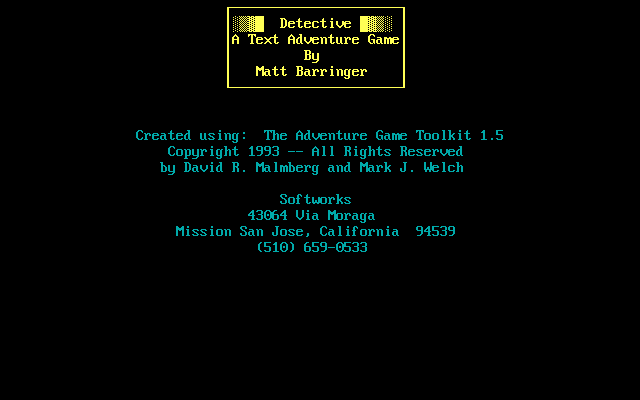 Detective
A Text Adventure Game
By
Matt Barringer
Created using:  The Adventure Game Toolkit 1.5
Copyright 1993 -- All Rights Reserved
by David R. Malmberg and Mark J. Welch
Softworks
43064 Via Moraga
Mission San Jose, California  94539
(510) 659-0533